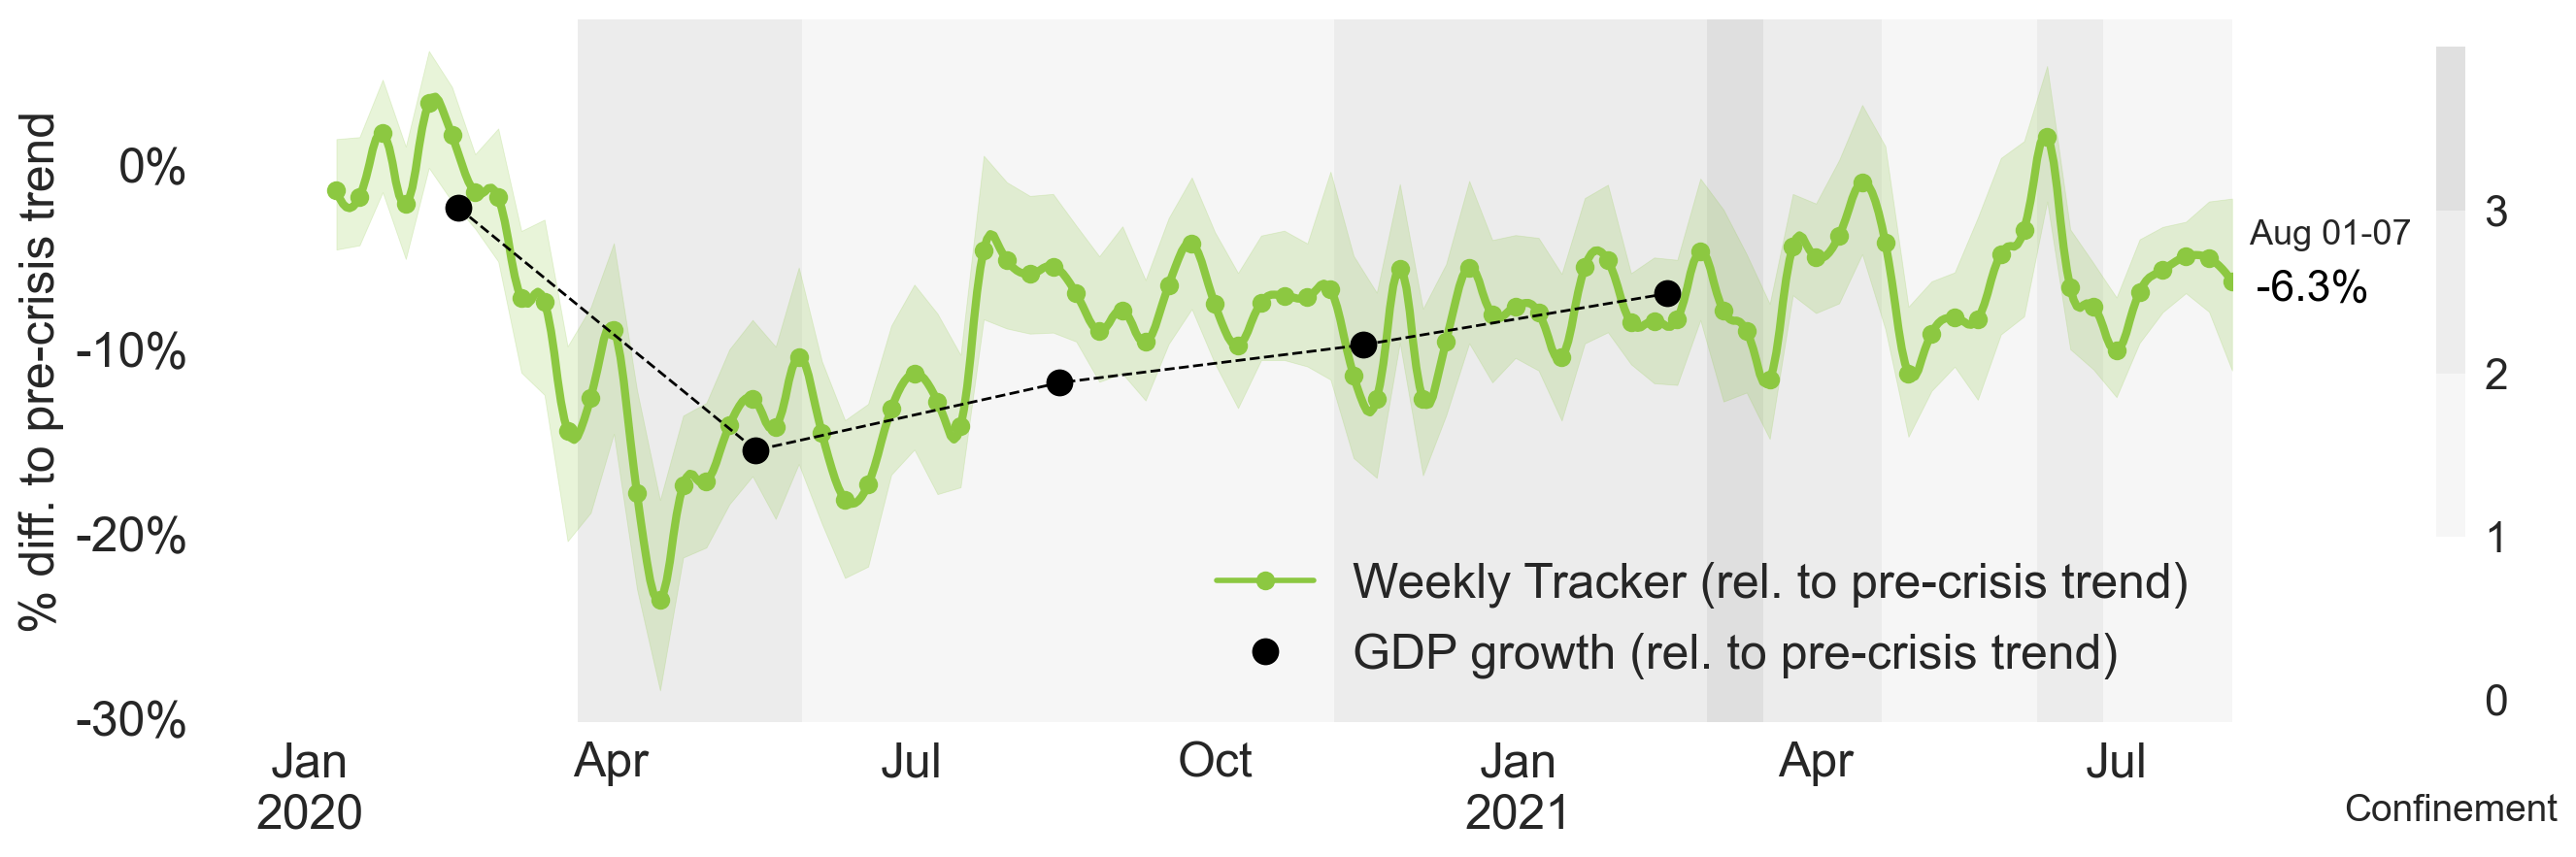 % diff. to pre-crisis trend
0%
-10%
-20%
-30%
Jan
2020
Apr
Jul
Oct
Jan
2021
Apr
Jul
Weekly Tracker (rel. to pre-crisis trend)
GDP growth (rel. to pre-crisis trend)
Aug 01-07
-6.3%
3
2
1
0
Confinement